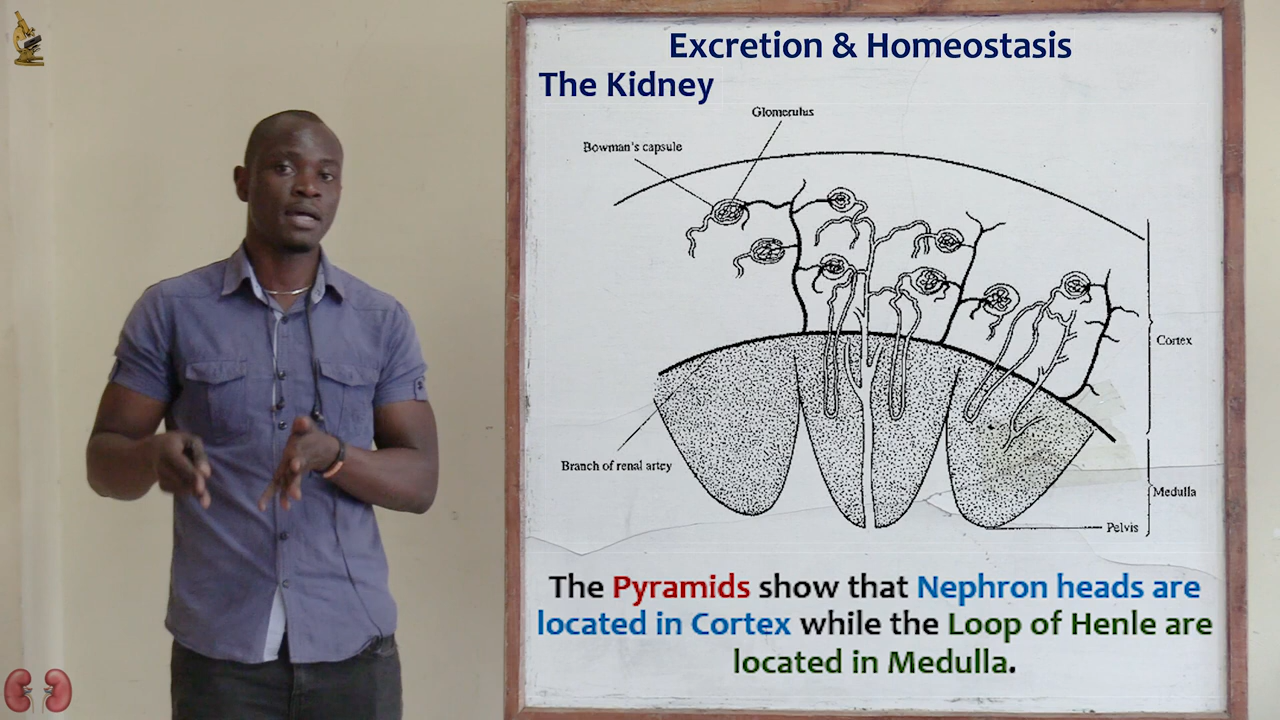 Excretion & Homeostasis
The Kidney
Glomerulus
Bowman's capsule
Cortex
Branch of renal artey
Medulla
Pelvis
The Pyramids show that Nephron heads are
located in Cortex while the Loop of Henle are
located in Medulla.